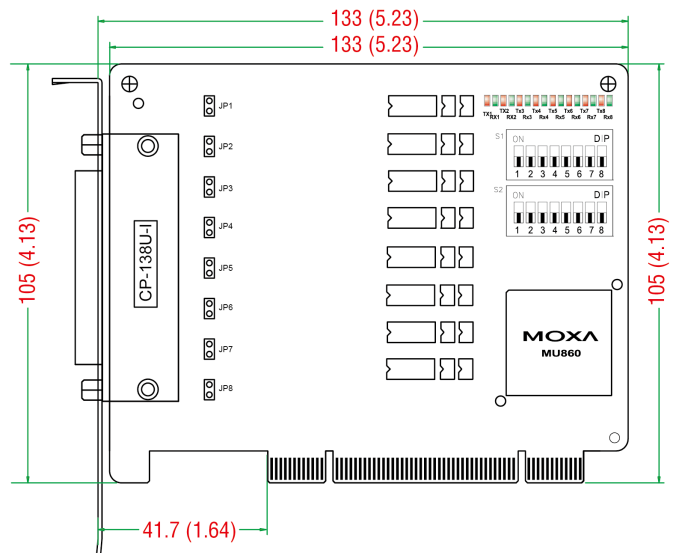 133 (5.23)
133 (5.23)
TX1 TX2 Tx3 Tx4 Tx5 Tx6 Tx7 Tx8
RX1 RX2 Rx3 Rx4 Rx5 Rx6 Rx7 Rx8
JP1
JP2
JP3
JP4
JP5
JP6
JP7
JP8
S1
ON DIP
1 2 3 4 5 6 7 8
S2
ON DIP
1 2 3 4 5 6 7 8
105 (4.13)
CP-138U-I
105 (4.13)
MOXA
MU860
41.7 (1.64)